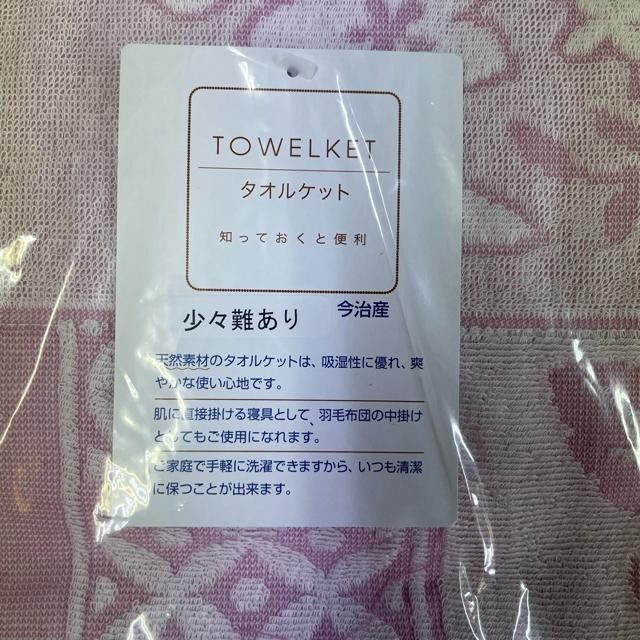 TOWELKET
タオルケット
知っておくと便利
少々難あり 今治産
天然素材のタオルケットは、吸湿性に優れ、爽
やかな使い心地です。
肌に直接掛ける寝具として、羽毛布団の中掛け
としてもご使用になれます。
ご家庭で手軽に洗濯できますから、いつも清潔
に保つことが出来ます。